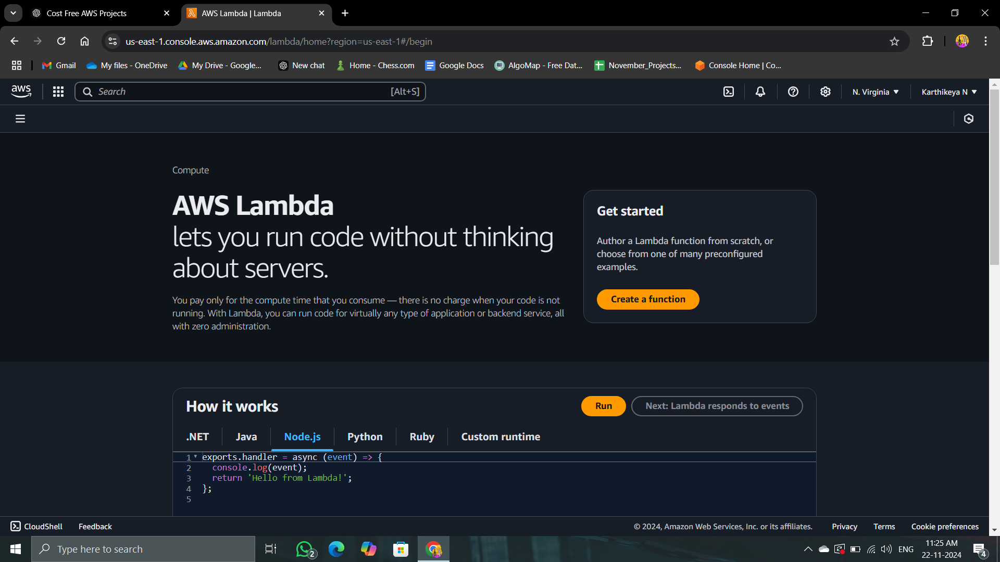 Cost Free AWS Projects
AWS Lambda | Lambda
us-east-1.console.aws.amazon.com/lambda/home?region=us-east-1#/begin
Gmail
My files - OneDrive
My Drive - Google...
New chat
Home - Chess.com
Google Docs
AlgoMap - Free Dat...
November_Projects...
Console Home | Co...
aws
Search
[Alt+S]
N. Virginia
Karthikeya N
Compute
AWS Lambda
lets you run code without thinking
about servers.
You pay only for the compute time that you consume — there is no charge when your code is not
running. With Lambda, you can run code for virtually any type of application or backend service, all
with zero administration.
Get started
Author a Lambda function from scratch, or
choose from one of many preconfigured
examples.
Create a function
How it works
Run
Next: Lambda responds to events
.NET
Java
Node.js
Python
Ruby
Custom runtime
1 exports.handler = async (event) => {
2 console.log(event);
3 return 'Hello from Lambda!';
4 };
5
CloudShell
Feedback
© 2024, Amazon Web Services, Inc. or its affiliates.
Privacy
Terms
Cookie preferences
Type here to search
2
ENG
11:25 AM
22-11-2024
4